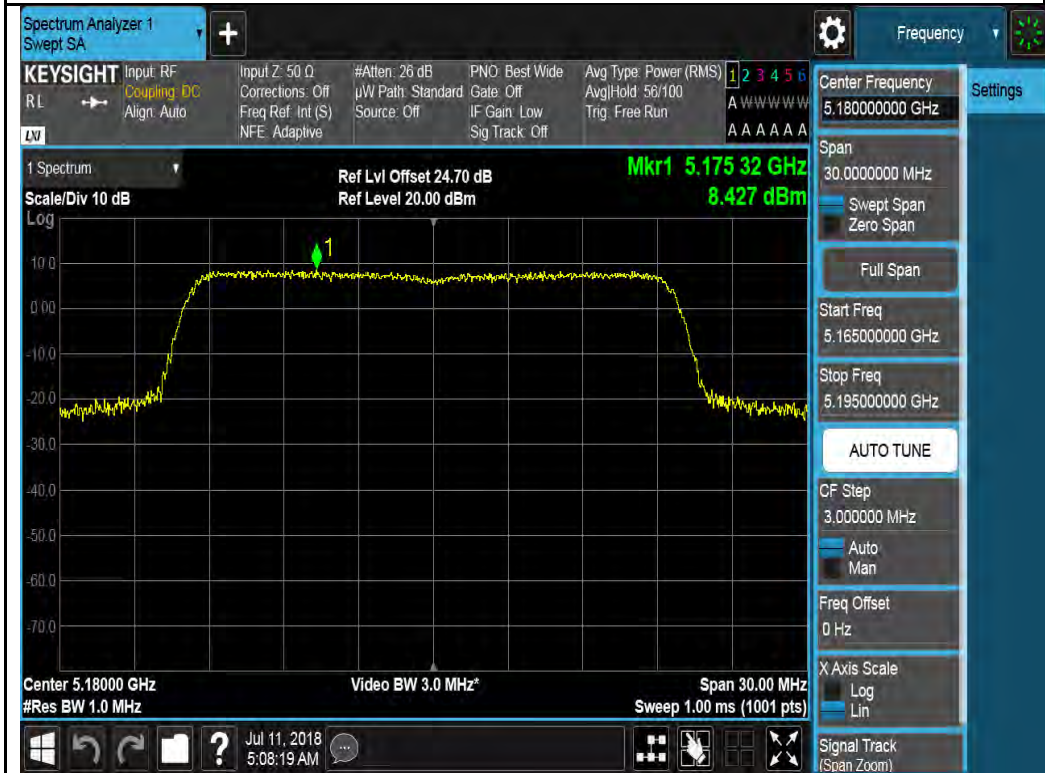 Spectrum Analyzer 1
Swept SA
+
Frequency
KEYSIGHT
RL
LXI
Input: RF
Coupling: DC
Align: Auto
Input Z: 50 Ω
Corrections: Off
Freq Ref: Int (S)
NFE: Adaptive
#Atten: 26 dB
µW Path: Standard
Source: Off
PNO: Best Wide
Gate: Off
IF Gain: Low
Sig Track: Off
Avg Type: Power (RMS)
Avg|Hold: 56/100
Trig: Free Run
1 2 3 4 5 6
A W W W W W
A A A A A A
Center Frequency
5.180000000 GHz
Settings
Span
30.0000000 MHz
Swept Span
Zero Span
Full Span
Start Freq
5.165000000 GHz
Stop Freq
5.195000000 GHz
AUTO TUNE
CF Step
3.000000 MHz
Auto
Man
Freq Offset
0 Hz
X Axis Scale
Log
Lin
Signal Track
(Span Zoom)
1 Spectrum
Scale/Div 10 dB
Log
Ref Lvl Offset 24.70 dB
Ref Level 20.00 dBm
Mkr1 5.175 32 GHz
8.427 dBm
1
10.0
0.00
-10.0
-20.0
-30.0
-40.0
-50.0
-60.0
-70.0
Center 5.18000 GHz
#Res BW 1.0 MHz
Video BW 3.0 MHz*
Span 30.00 MHz
Sweep 1.00 ms (1001 pts)
?
Jul 11, 2018
5:08:19 AM